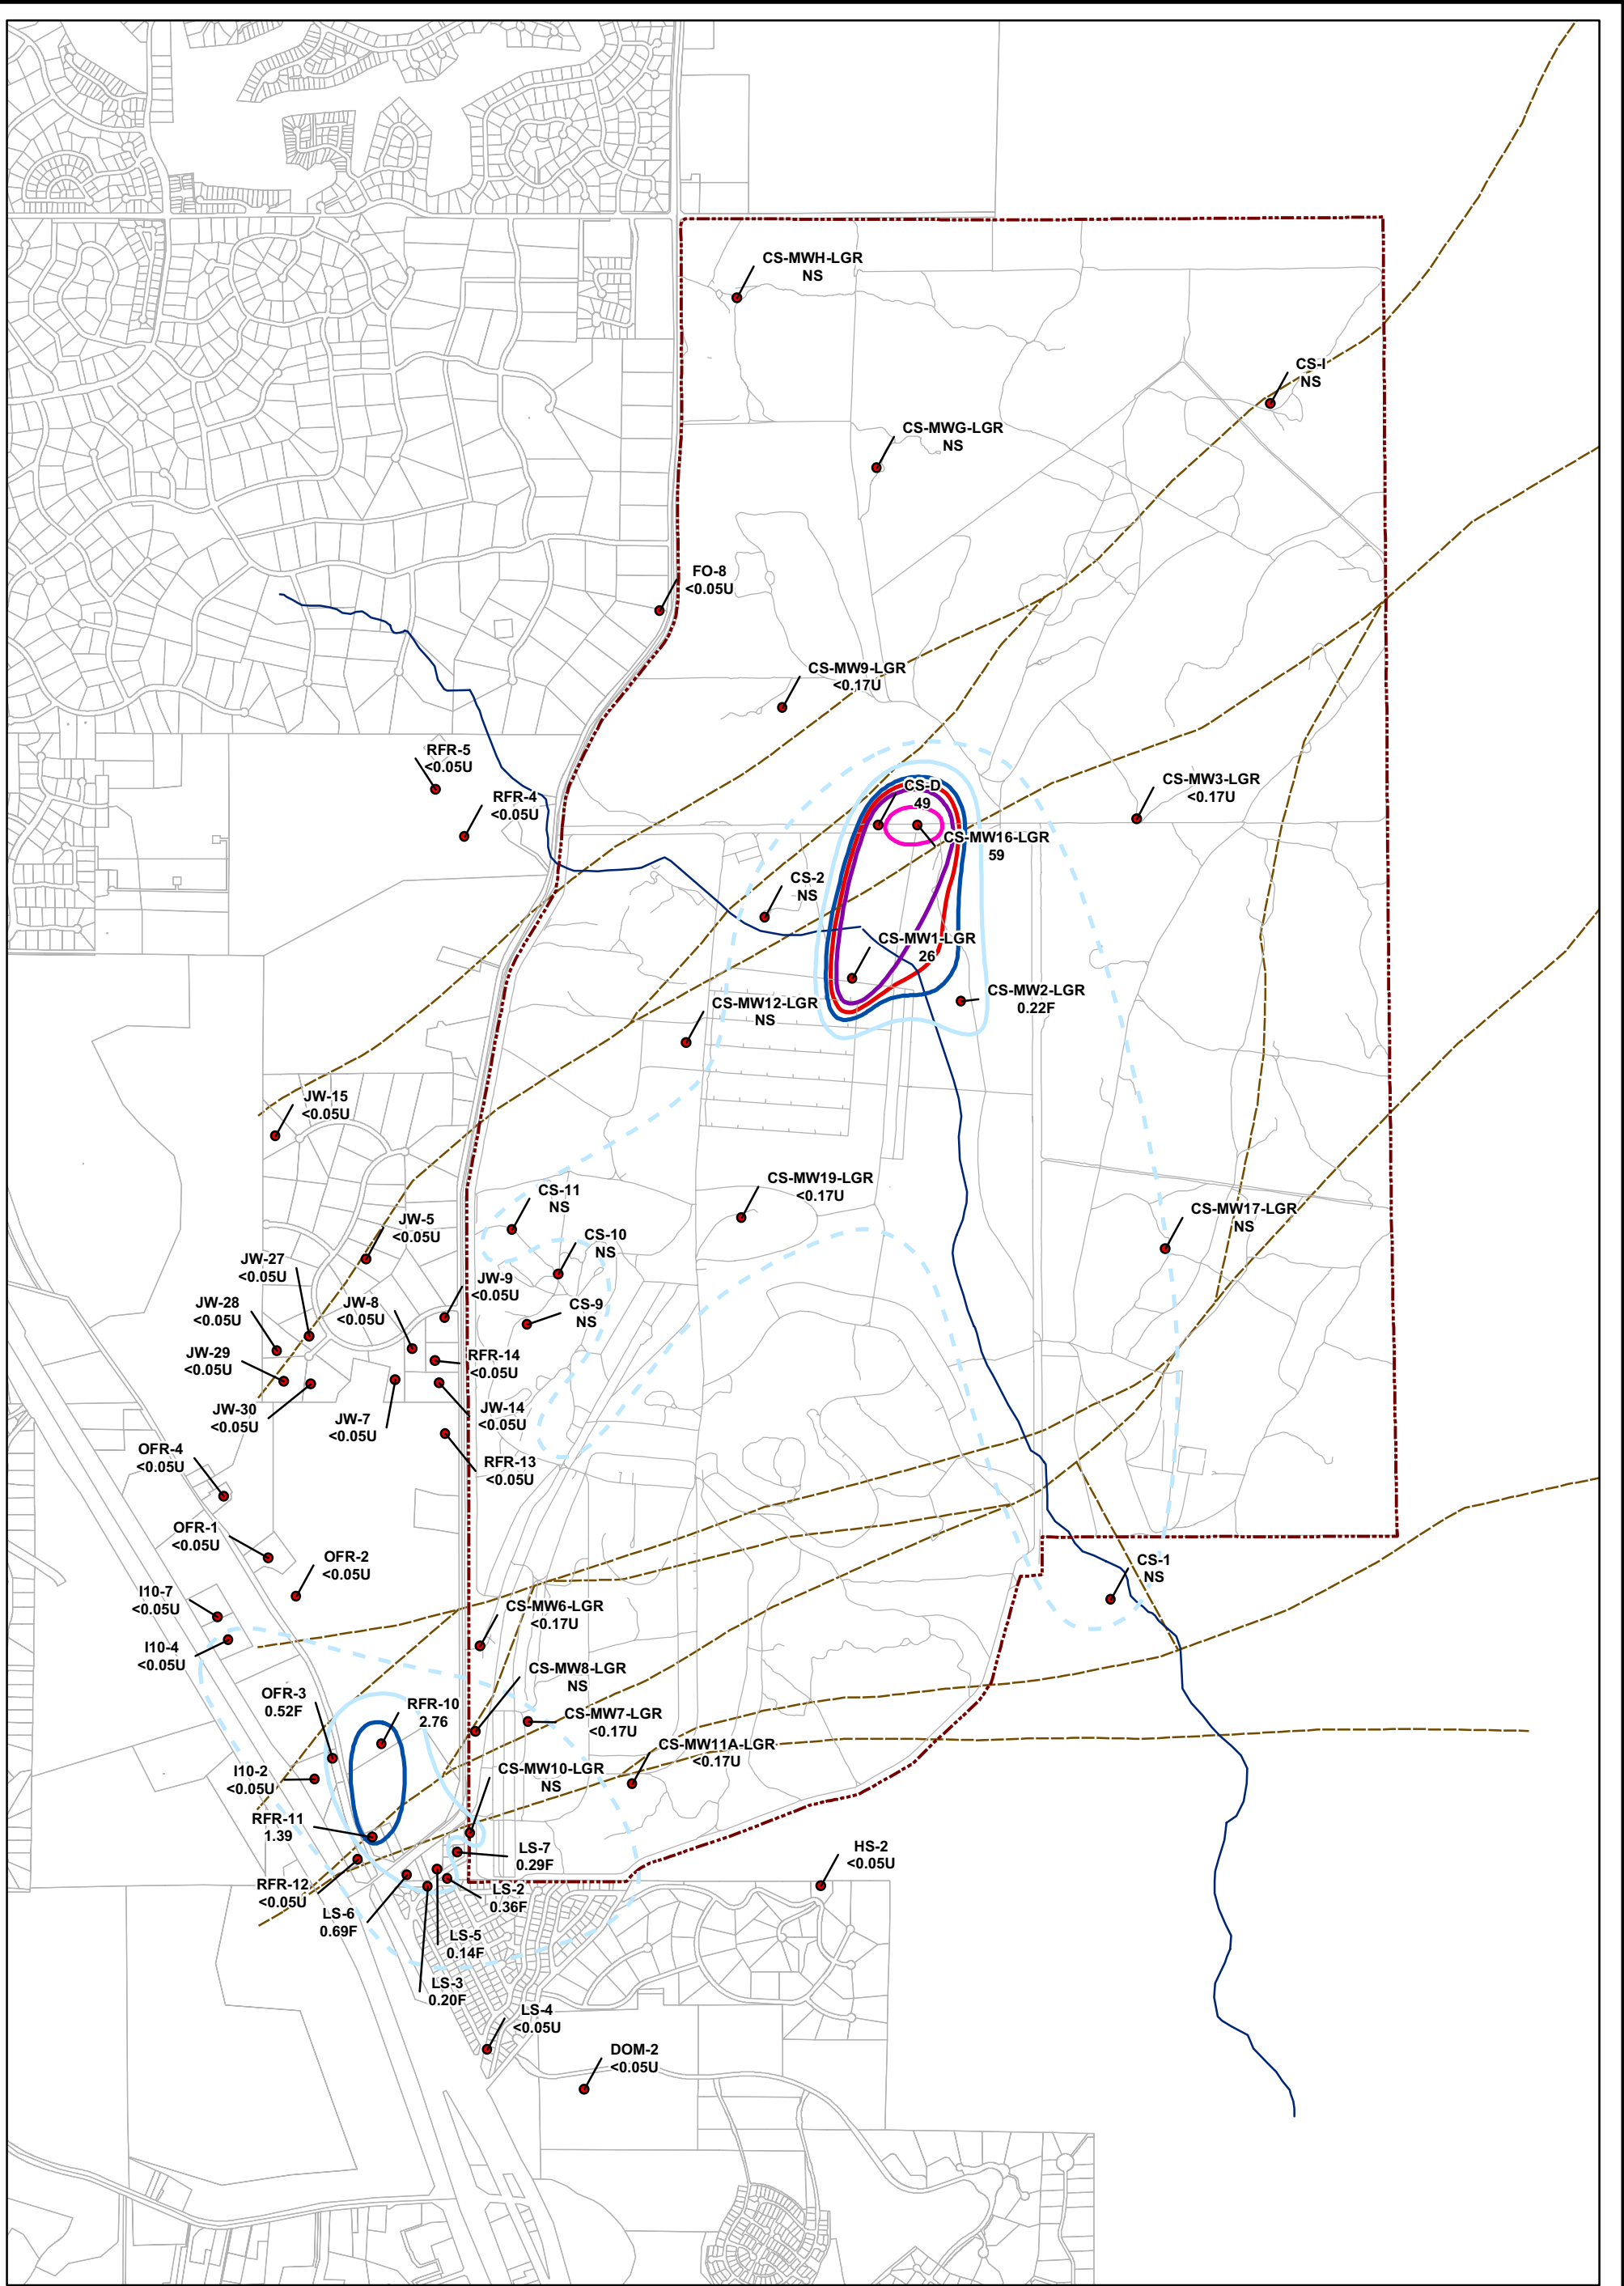 CS-MWH-LGR
NS
CS-I
NS
CS-MWG-LGR
NS
FO-8
<0.05U
CS-MW9-LGR
<0.17U
RFR-5
<0.05U
RFR-4
<0.05U
CS-D
49
CS-MW3-LGR
<0.17U
CS-MW16-LGR
59
CS-2
NS
CS-MW1-LGR
26
CS-MW2-LGR
0.22F
CS-MW12-LGR
NS
JW-15
<0.05U
CS-11
NS
CS-MW19-LGR
<0.17U
CS-MW17-LGR
NS
JW-5
<0.05U
CS-10
NS
JW-27
<0.05U
JW-9
<0.05U
JW-28
<0.05U
JW-8
<0.05U
CS-9
NS
JW-29
<0.05U
RFR-14
<0.05U
JW-30
<0.05U
JW-7
<0.05U
JW-14
<0.05U
OFR-4
<0.05U
RFR-13
<0.05U
OFR-1
<0.05U
OFR-2
<0.05U
CS-1
NS
I10-7
<0.05U
CS-MW6-LGR
<0.17U
I10-4
<0.05U
CS-MW8-LGR
NS
OFR-3
0.52F
RFR-10
2.76
CS-MW7-LGR
<0.17U
I10-2
<0.05U
CS-MW11A-LGR
<0.17U
CS-MW10-LGR
NS
RFR-11
1.39
LS-7
0.29F
HS-2
<0.05U
RFR-12
<0.05U
LS-2
0.36F
LS-6
0.69F
LS-5
0.14F
LS-3
0.20F
LS-4
<0.05U
DOM-2
<0.05U